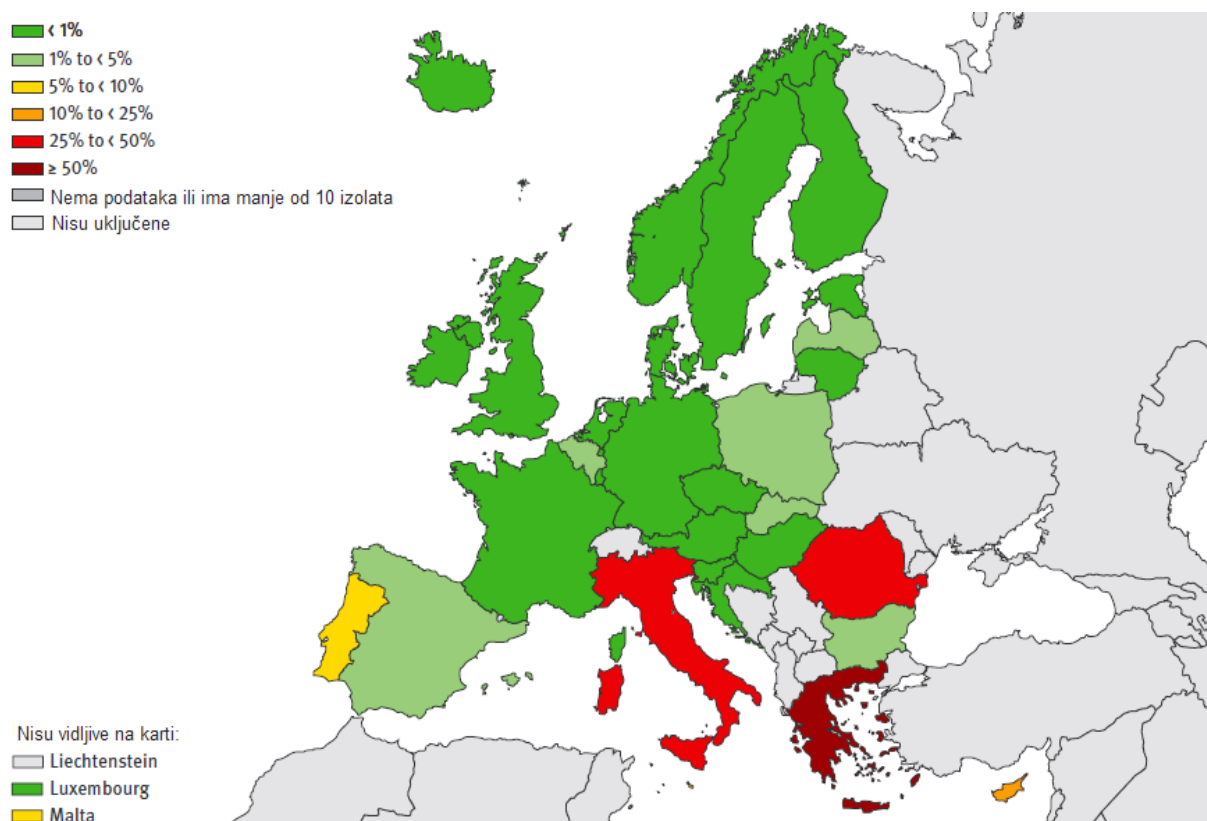 < 1%
1% to < 5%
5% to < 10%
10% to < 25%
25% to < 50%
≥ 50%
Nema podataka ili ima manje od 10 izolata
Nisu uključene
Nisu vidljive na karti:
Liechtenstein
Luxembourg
Malta